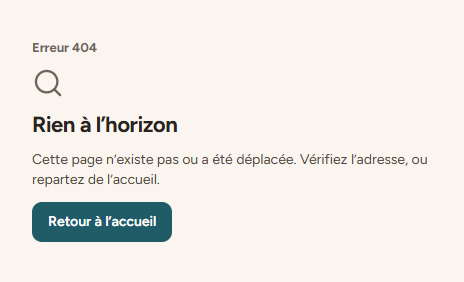 Erreur 404
Rien à l’horizon
Cette page n’existe pas ou a été déplacée. Vérifiez l’adresse, ou
repartez de l’accueil.
Retour à l’accueil